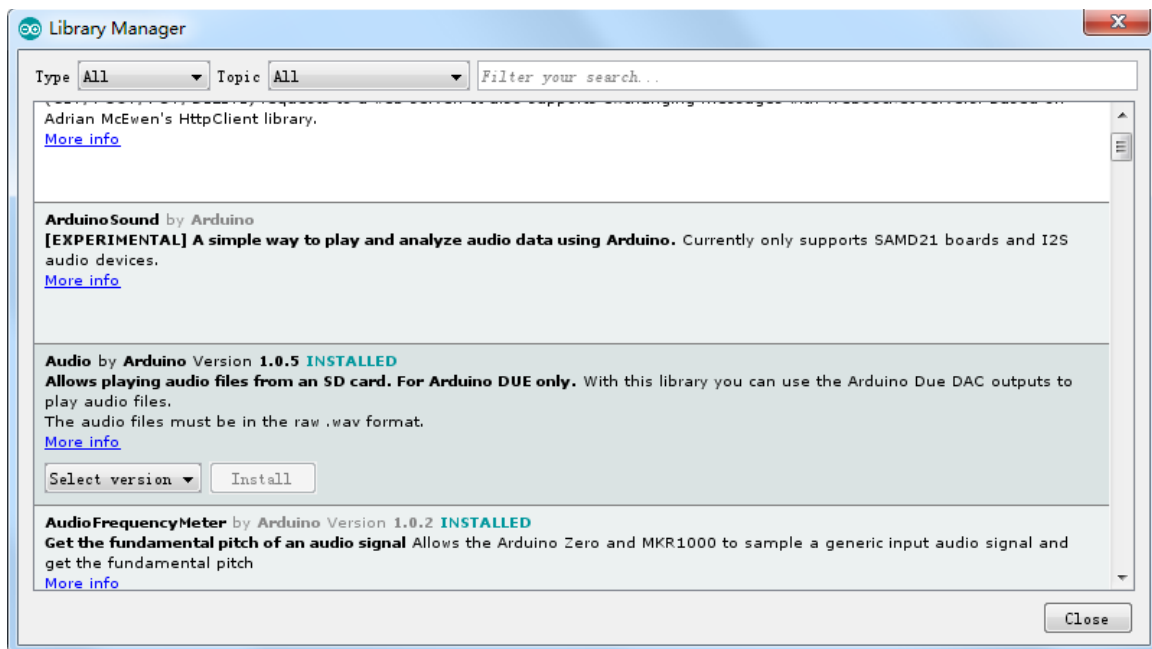 Library Manager
Type All Topic All Filter your search...
Adrian McEwen's HttpClient library.
More info
ArduinoSound by Arduino
[EXPERIMENTAL] A simple way to play and analyze audio data using Arduino. Currently only supports SAMD21 boards and I2S
audio devices.
More info
Audio by Arduino Version 1.0.5 INSTALLED
Allows playing audio files from an SD card. For Arduino DUE only. With this library you can use the Arduino Due DAC outputs to
play audio files.
The audio files must be in the raw .wav format.
More info
Select version Install
AudioFrequencyMeter by Arduino Version 1.0.2 INSTALLED
Get the fundamental pitch of an audio signal Allows the Arduino Zero and MKR1000 to sample a generic input audio signal and
get the fundamental pitch
More info
Close